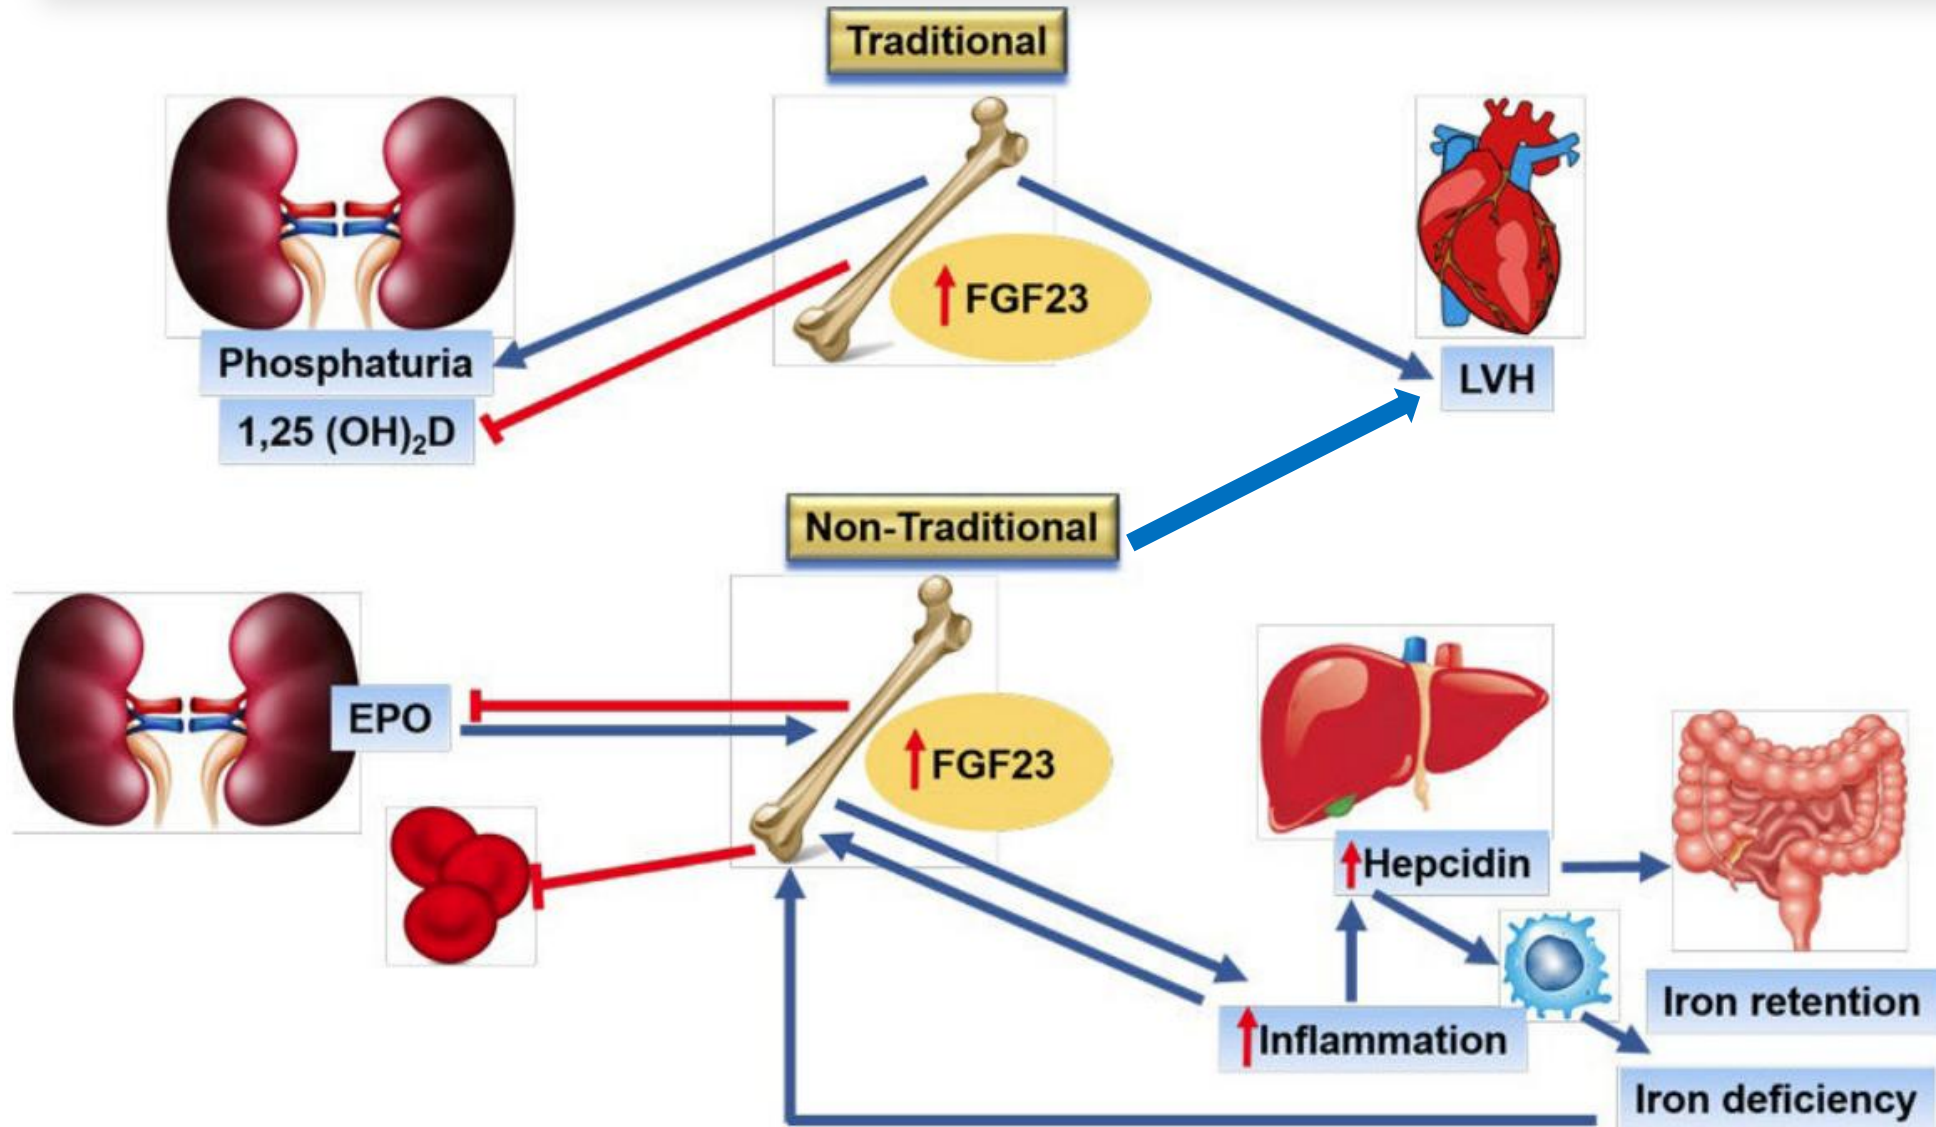 Traditional
FGF23
Phosphaturia
1,25 (OH)₂D
LVH
Non-Traditional
EPO
FGF23
Hepcidin
Iron retention
Inflammation
Iron deficiency